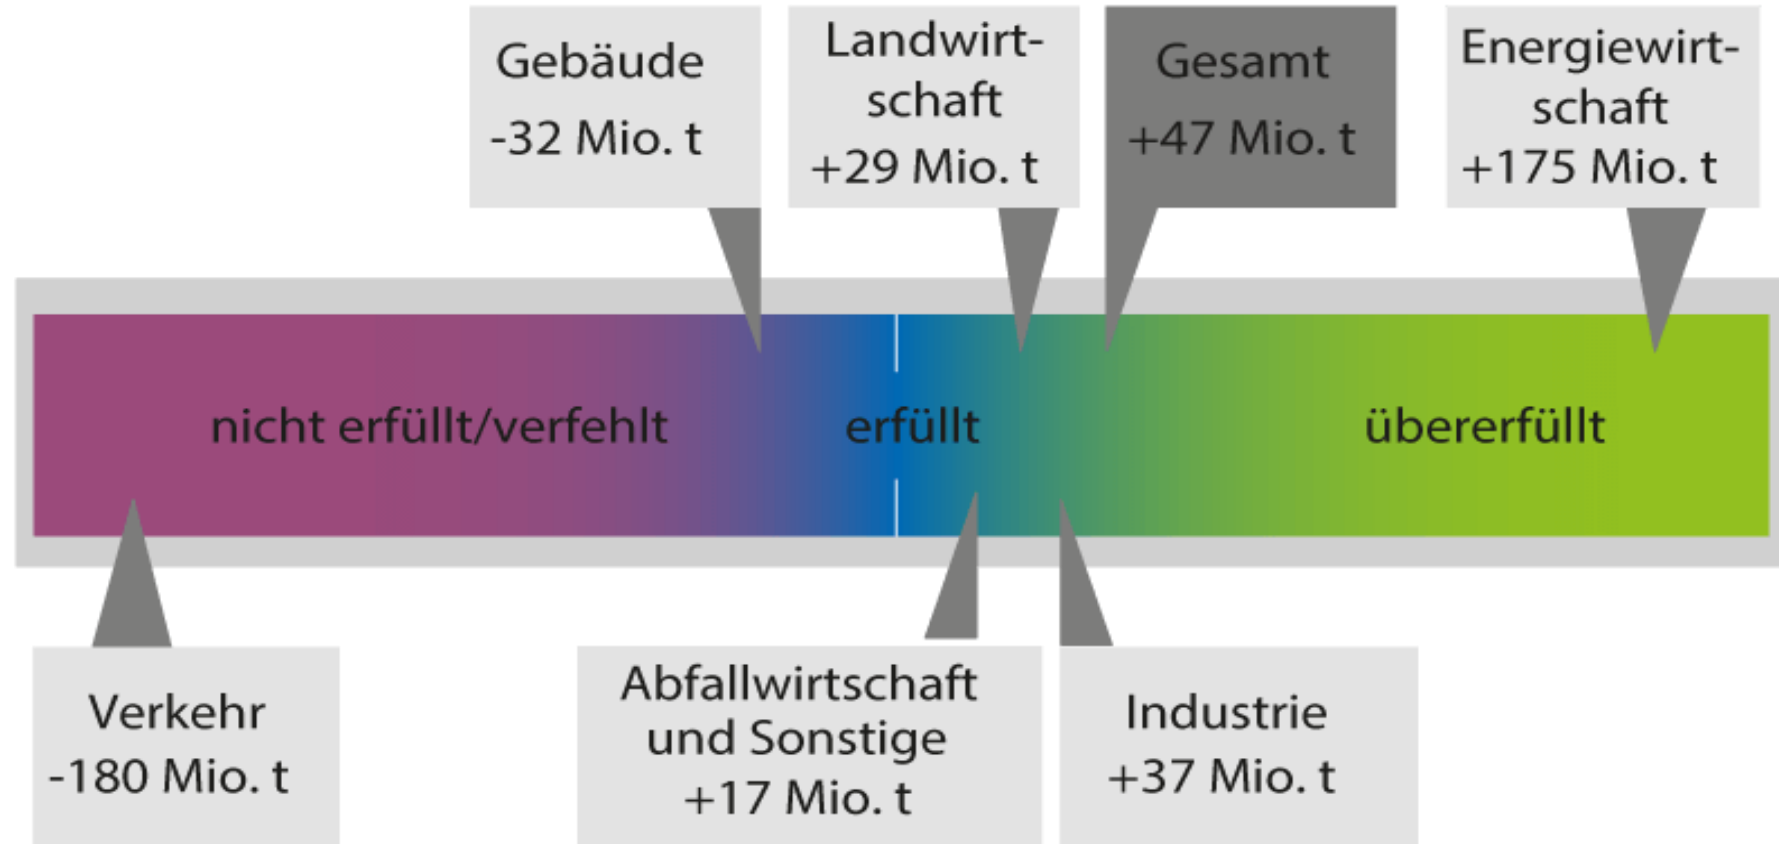 Gebäude
-32 Mio. t
Landwirt-
schaft
+29 Mio. t
Gesamt
+47 Mio. t
Energiewirt-
schaft
+175 Mio. t
nicht erfüllt/verfehlt
erfüllt
übererfüllt
Verkehr
-180 Mio. t
Abfallwirtschaft
und Sonstige
+17 Mio. t
Industrie
+37 Mio. t